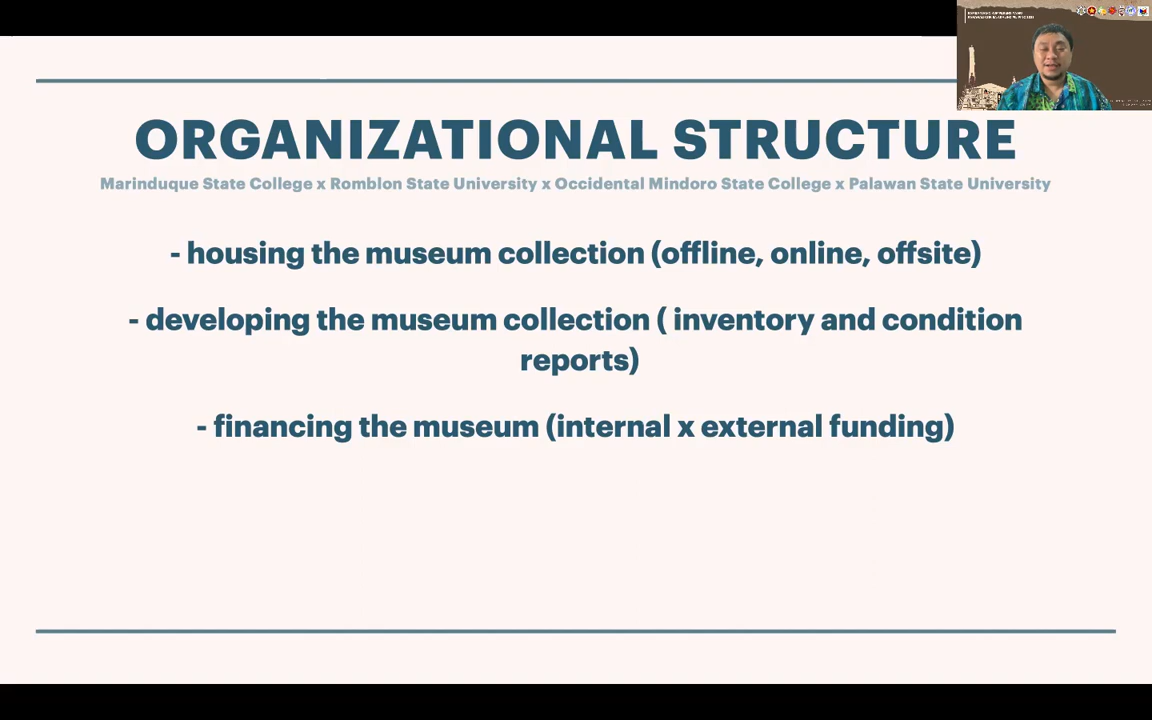 ORGANIZATIONAL STRUCTURE
Marinduque State College x Romblon State University x Occidental Mindoro State College x Palawan State University
- housing the museum collection (offline, online, offsite)
- developing the museum collection ( inventory and condition
reports)
- financing the museum (internal x external funding)